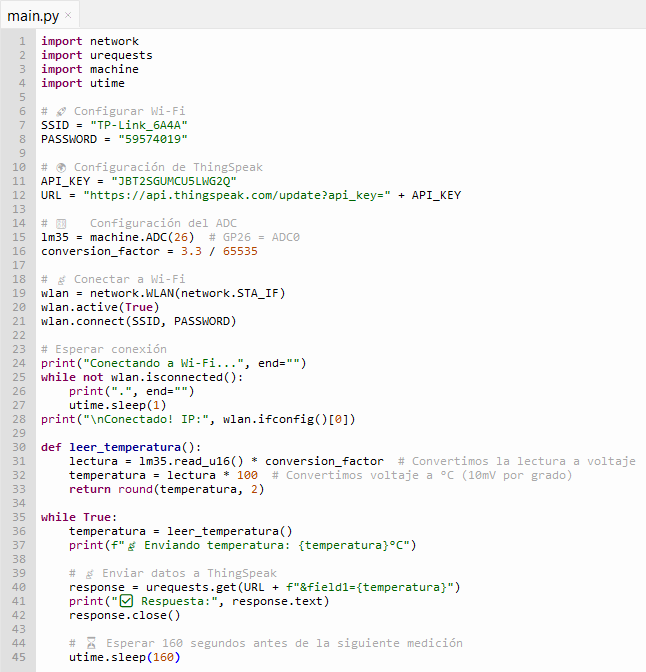 main.py ×
1 import network
2 import urequests
3 import machine
4 import utime
5
6 # 🚀 Configurar Wi-Fi
7 SSID = "TP-Link_6A4A"
8 PASSWORD = "59574019"
9
10 # 🌍 Configuración de ThingSpeak
11 API_KEY = "JBT2SGUMCU5LWG2Q"
12 URL = "https://api.thingspeak.com/update?api_key=" + API_KEY
13
14 # Configuración del ADC
15 lm35 = machine.ADC(26)  # GP26 = ADC0
16 conversion_factor = 3.3 / 65535
17
18 # 📡 Conectar a Wi-Fi
19 wlan = network.WLAN(network.STA_IF)
20 wlan.active(True)
21 wlan.connect(SSID, PASSWORD)
22
23 # Esperar conexión
24 print("Conectando a Wi-Fi...", end="")
25 while not wlan.isconnected():
26     print(".", end="")
27     utime.sleep(1)
28 print("\nConectado! IP:", wlan.ifconfig()[0])
29
30 def leer_temperatura():
31     lectura = lm35.read_u16() * conversion_factor  # Convertimos la lectura a voltaje
32     temperatura = lectura * 100  # Convertimos voltaje a °C (10mV por grado)
33     return round(temperatura, 2)
34
35 while True:
36     temperatura = leer_temperatura()
37     print(f"📡 Enviando temperatura: {temperatura}°C")
38
39     # 📡 Enviar datos a ThingSpeak
40     response = urequests.get(URL + f"&field1={temperatura}")
41     print("✅ Respuesta:", response.text)
42     response.close()
43
44     # ⏳ Esperar 160 segundos antes de la siguiente medición
45     utime.sleep(160)